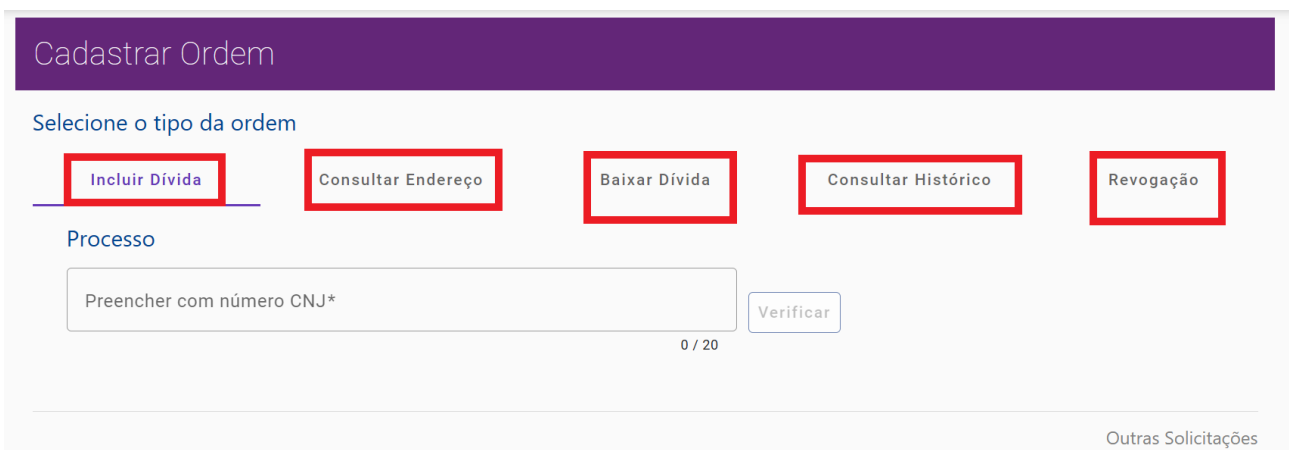 Cadastrar Ordem
Selecione o tipo da ordem
Incluir Dívida Consultar Endereço Baixar Dívida Consultar Histórico Revogação
Processo
Preencher com número CNJ*
Verificar
0 / 20
Outras Solicitações